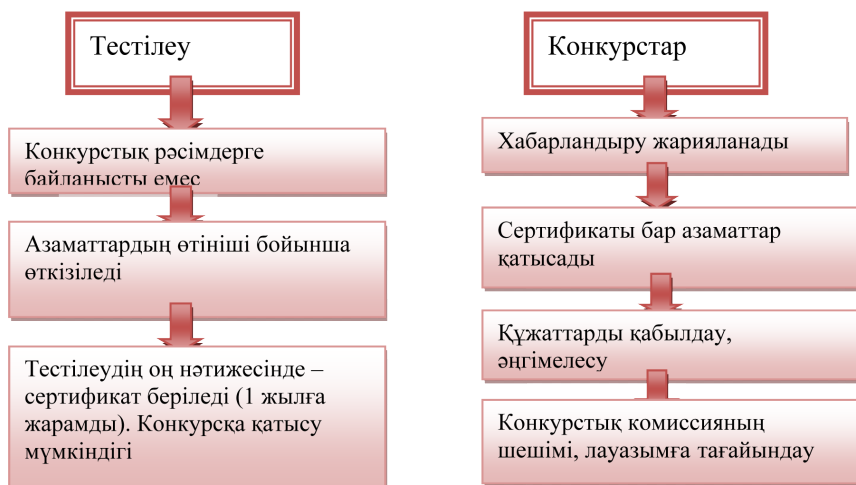 Тестілеу
Конкурстық рәсімдерге
байланысты емес
Азаматтардың өтініші бойынша
өткізіледі
Тестілеудің оң нәтижесінде –
сертификат беріледі (1 жылға
жарамды). Конкурсқа қатысу
мүмкіндігі
Конкурстар
Хабарландыру жарияланады
Сертификаты бар азаматтар
қатысады
Құжаттарды қабылдау,
әңгімелесу
Конкурстық комиссияның
шешімі, лауазымға тағайындау